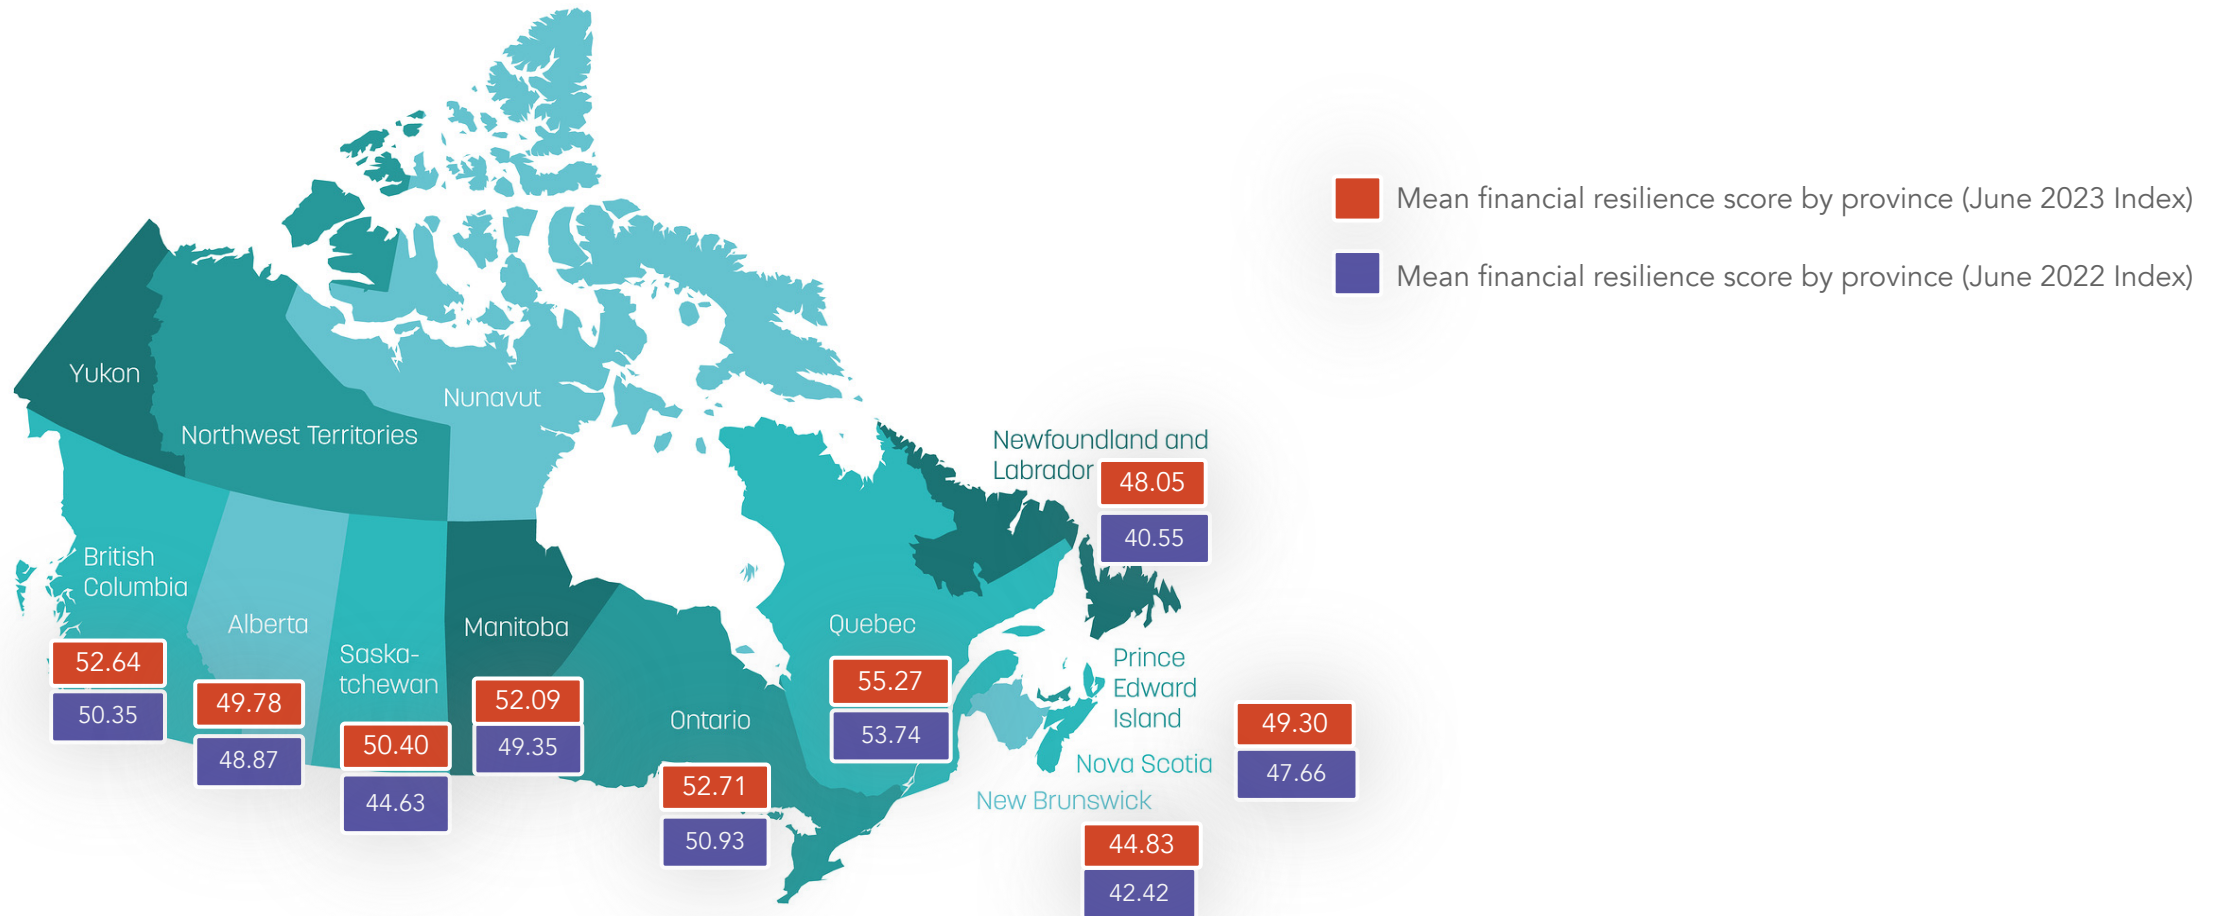 Mean financial resilience score by province (June 2023 Index)
Mean financial resilience score by province (June 2022 Index)
Yukon
Nunavut
Northwest Territories
Newfoundland and
Labrador
48.05
40.55
British
Columbia
52.64
50.35
Alberta
49.78
48.87
Saska-
tchewan
50.40
44.63
Manitoba
52.09
49.35
Ontario
52.71
50.93
Quebec
55.27
53.74
Prince
Edward
Island
Nova Scotia
49.30
47.66
New Brunswick
44.83
42.42